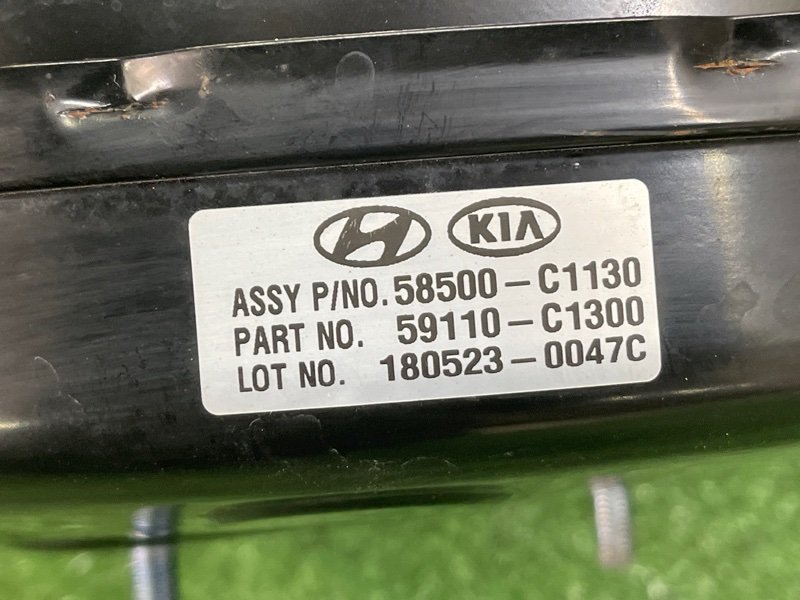 KIA
ASSY P/NO. 58500-C1130
PART NO. 59110-C1300
LOT NO. 180523-0047C